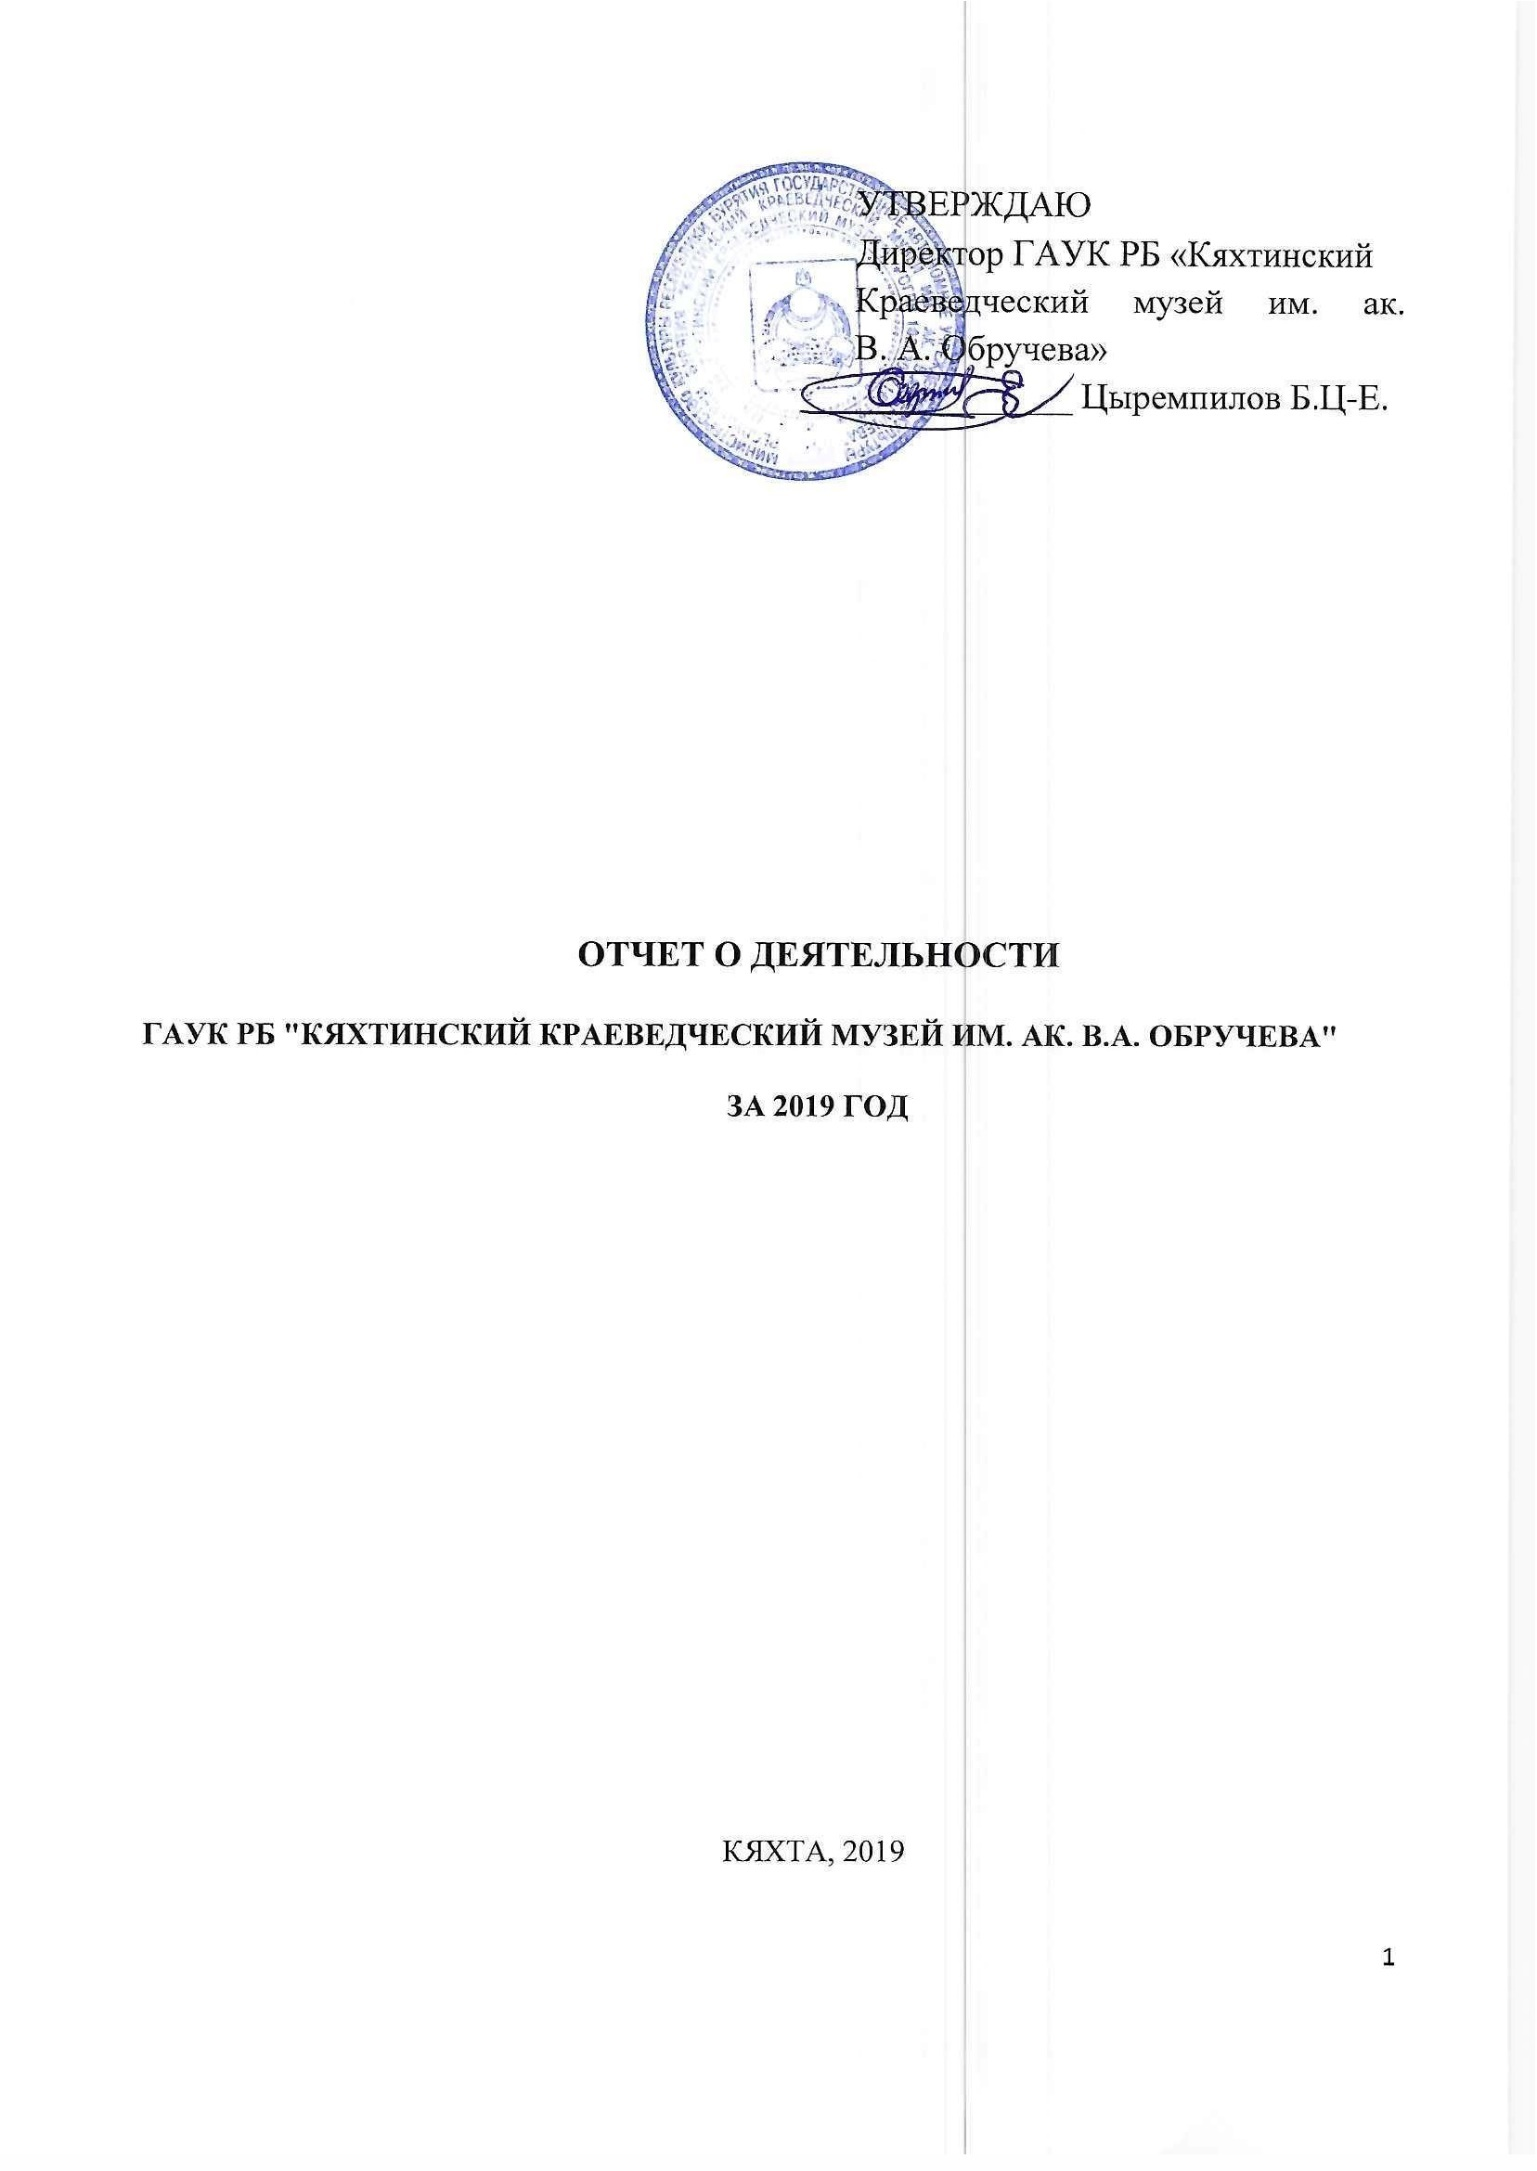 УТВЕРЖДАЮ
Директор ГАУК РБ «Кяхтинский
Краеведческий музей им. ак.
В. А. Обручева»
Цыремпилов Б.Ц-Е.
ОТЧЕТ О ДЕЯТЕЛЬНОСТИ
ГАУК РБ "КЯХТИНСКИЙ КРАЕВЕДЧЕСКИЙ МУЗЕЙ ИМ. АК. В.А. ОБРУЧЕВА"
ЗА 2019 ГОД
КЯХТА, 2019
1